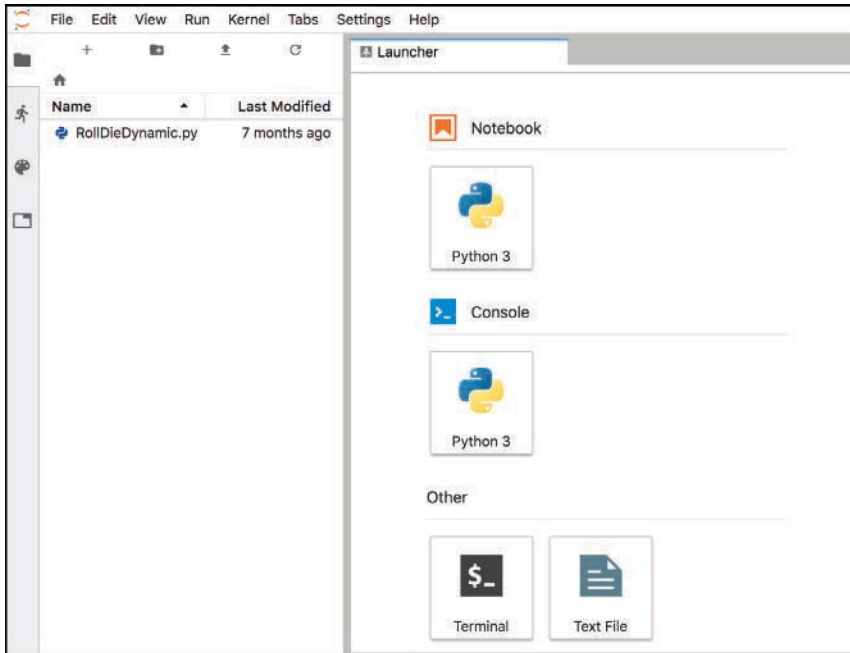 File Edit View Run Kernel Tabs Settings Help
Launcher
Name Last Modified
RollDieDynamic.py 7 months ago
Notebook
Python 3
Console
Python 3
Other
$_
Terminal Text File